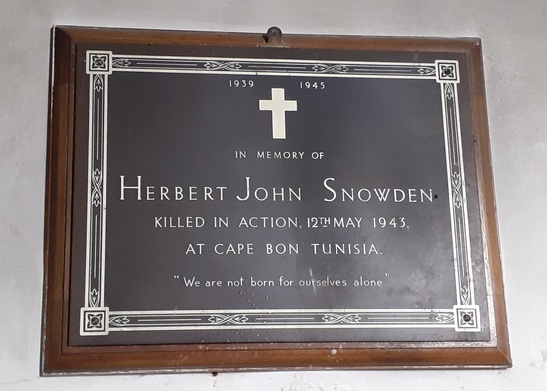 1939 1945
IN MEMORY OF
HERBERT JOHN SNOWDEN
KILLED IN ACTION, 12TH MAY 1943,
AT CAPE BON TUNISIA.
"We are not born for ourselves alone"